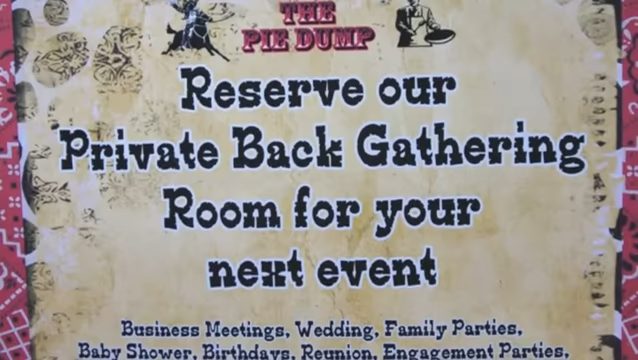 THE
PIE DUMP
Reserve our
Private Back Gathering
Room for your
next event
Business Meetings, Wedding, Family Parties,
Baby Shower, Birthdays, Reunion, Engagement Parties,